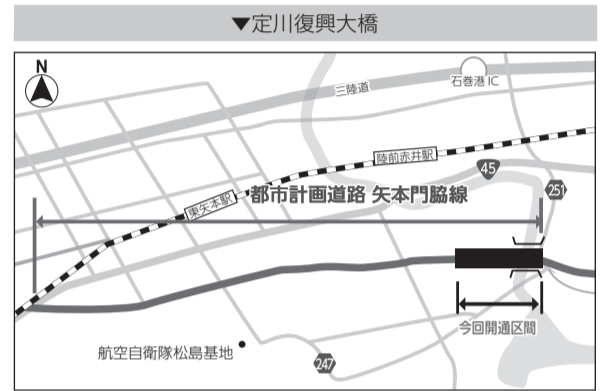 ▼定川復興大橋
N
石巻港IC
三陸道
陸前赤井駅
45
251
東矢本駅
都市計画道路 矢本門脇線
今回開通区間
航空自衛隊松島基地
247